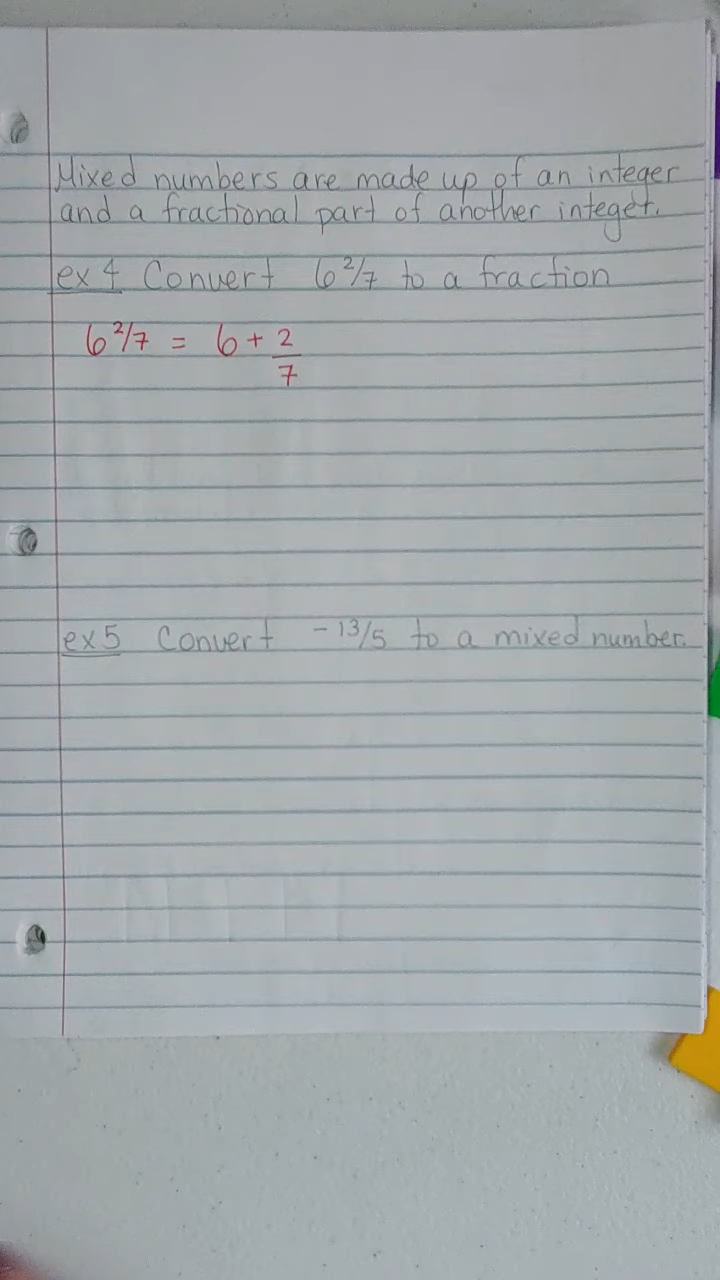 Mixed numbers are made up of an integer
and a fractional part of another integer.
ex 4 Convert 6 2/7 to a fraction
6 2/7 = 6 + 2/7
ex 5 Convert -13/5 to a mixed number.